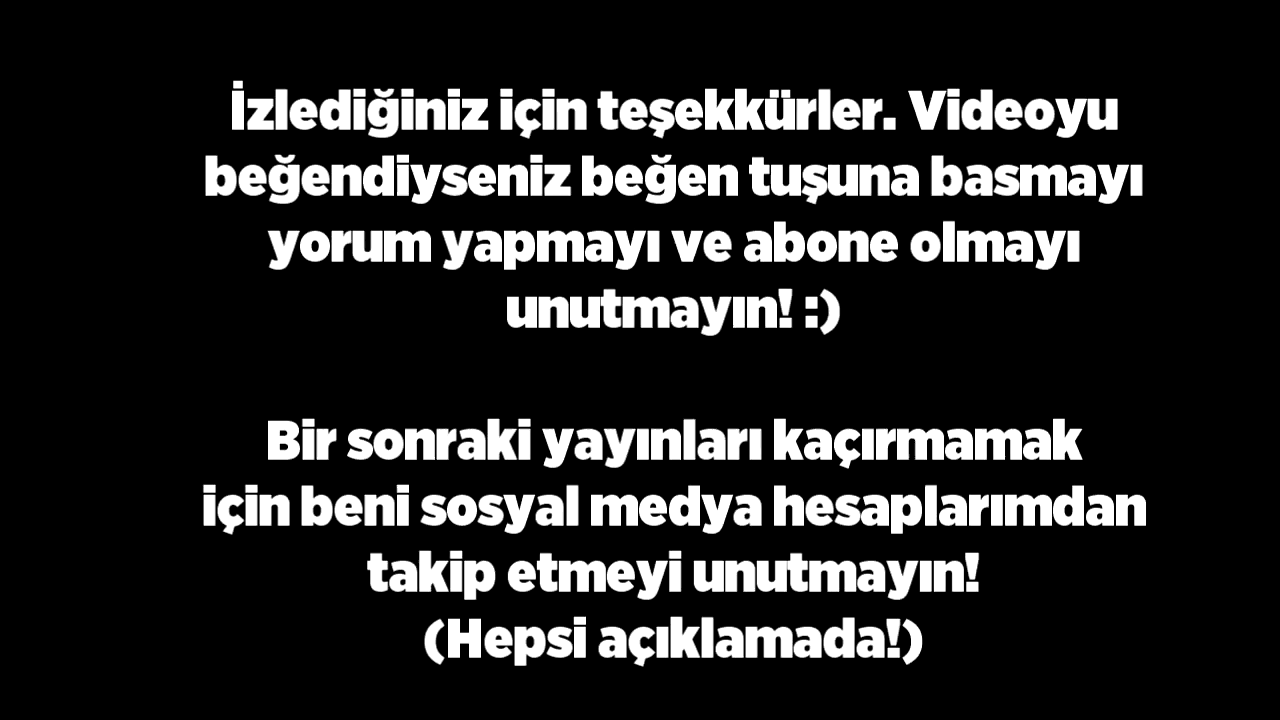 İzlediğiniz için teşekkürler. Videoyu
beğendiyseniz beğen tuşuna basmayı
yorum yapmayı ve abone olmayı
unutmayın! :)
Bir sonraki yayınları kaçırmamak
için beni sosyal medya hesaplarımdan
takip etmeyi unutmayın!
(Hepsi açıklamada!)